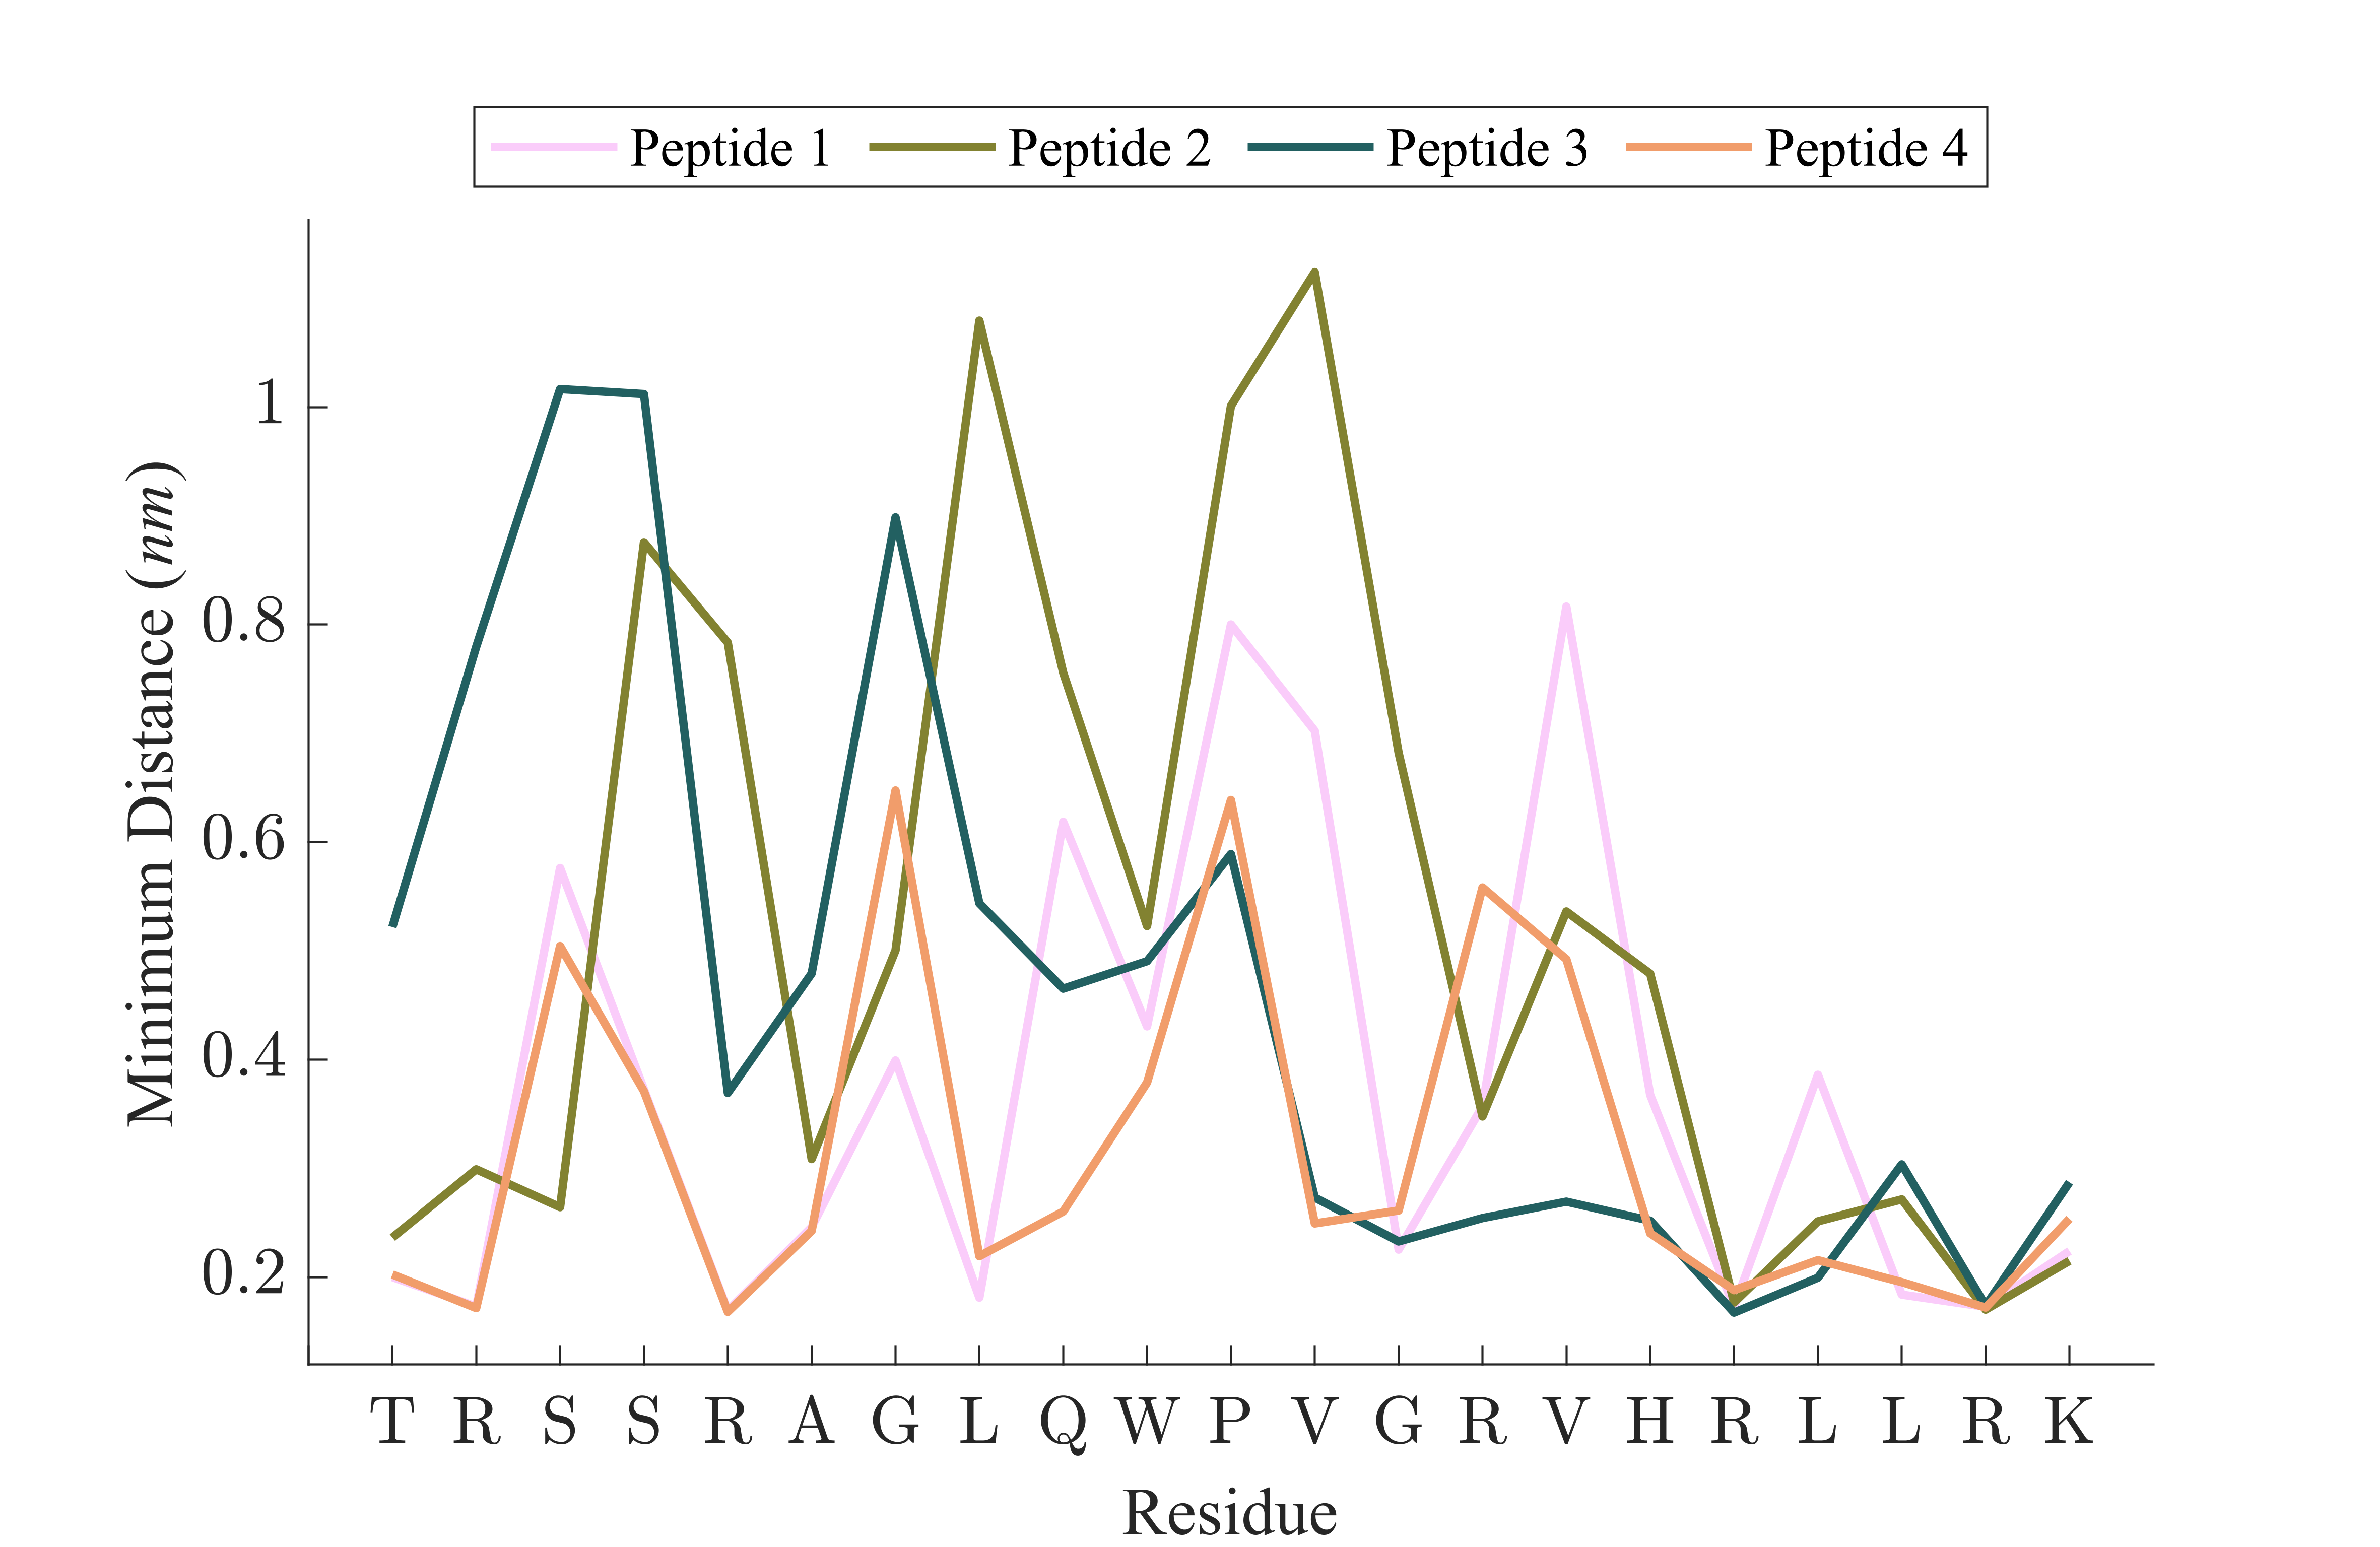 Peptide 1 Peptide 2 Peptide 3 Peptide 4
Minimum Distance (nm)
1
0.8
0.6
0.4
0.2
T R S S R A G L Q W P V G R V H R L L R K
Residue